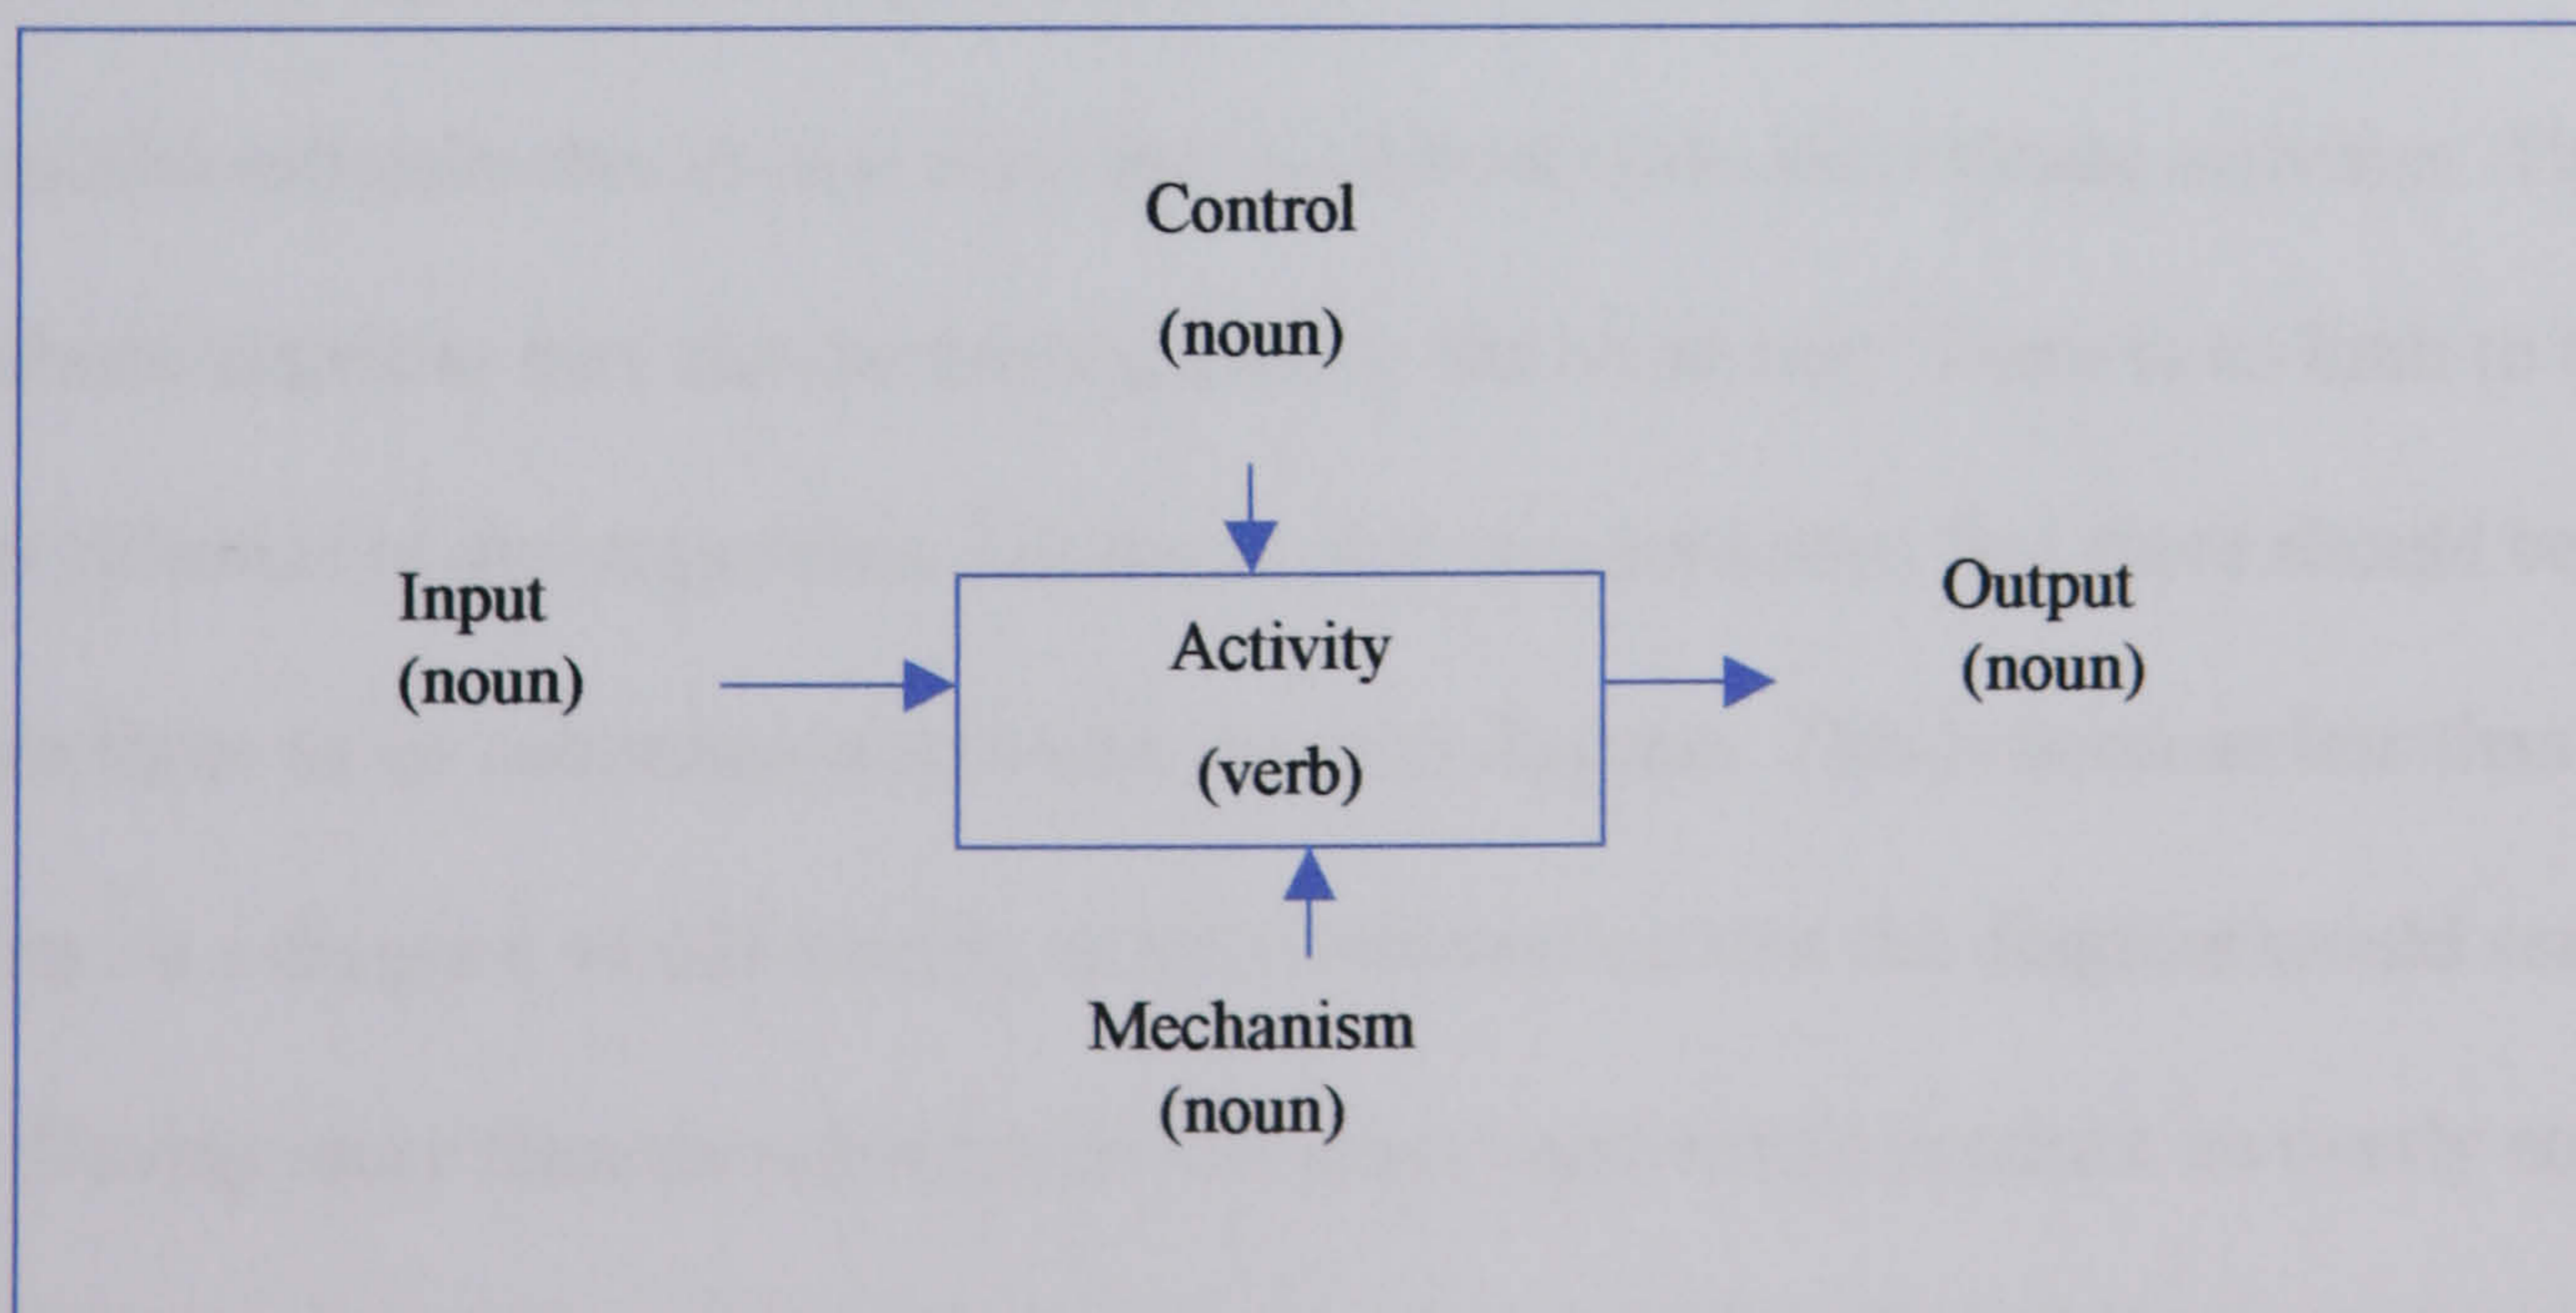 Control
(noun)
Input
(noun)
Activity
(verb)
Output
(noun)
Mechanism
(noun)